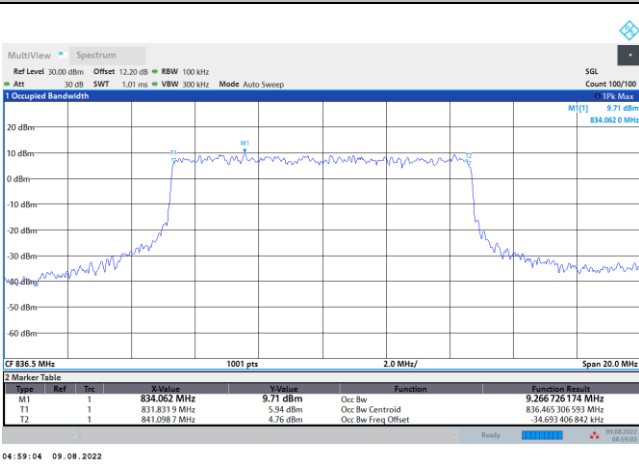 MultiView Spectrum
Ref Level 30.00 dBm Offset 12.20 dB RBW 100 kHz SGL
Att 30 dB SWT 1.01 ms VBW 300 kHz Mode Auto Sweep Count 100/100
1 Occupied Bandwidth 1Pk Max
M1[1] 9.71 dBm
834.062 0 MHz
20 dBm
M1
T1
T2
10 dBm
0 dBm
-10 dBm
-20 dBm
-30 dBm
-40 dBm
-50 dBm
-60 dBm
CF 836.5 MHz 1001 pts 2.0 MHz/ Span 20.0 MHz
2 Marker Table
Type Ref Trc X-Value Y-Value Function Function Result
M1 1 834.062 MHz 9.71 dBm Occ Bw 9.266 726 174 MHz
T1 1 831.831 9 MHz 5.94 dBm Occ Bw Centroid 836.465 306 593 MHz
T2 1 841.098 7 MHz 4.76 dBm Occ Bw Freq Offset -34.693 406 842 kHz
Ready 09.08.2022
04:59:03
04:59:04 09.08.2022